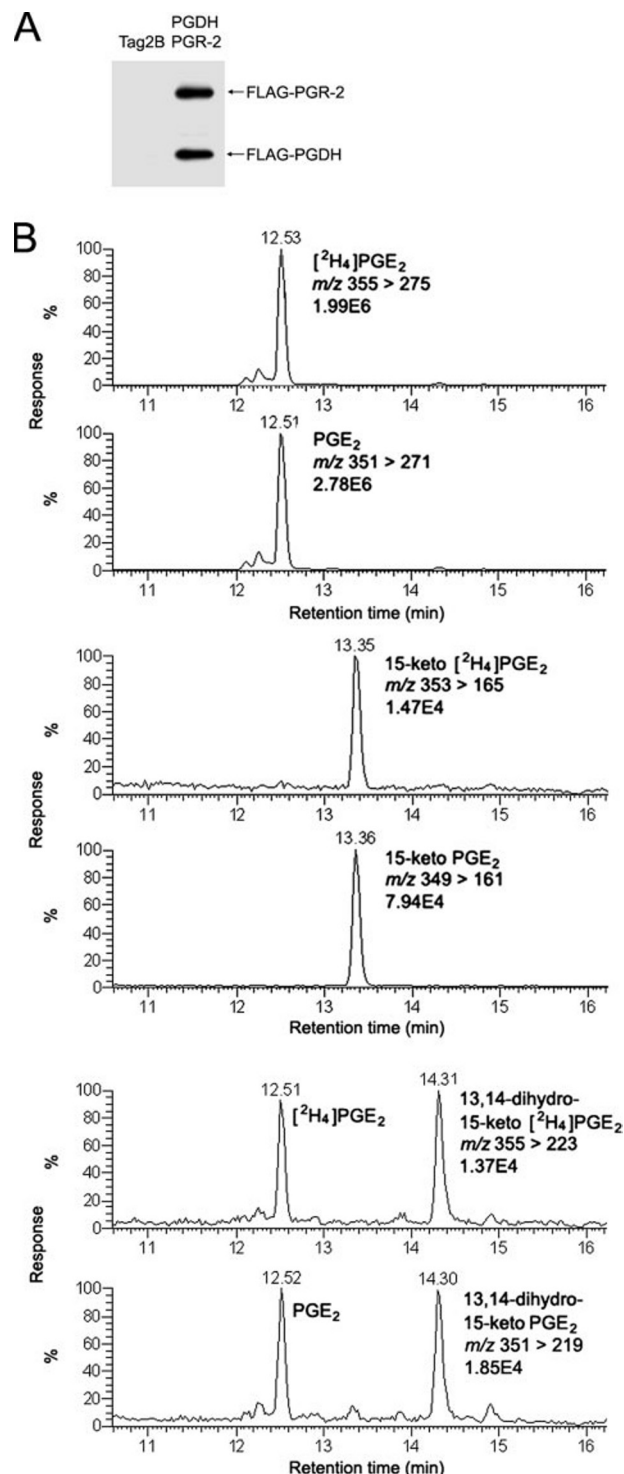 A
Tag2B
PGDH
PGR-2
FLAG-PGR-2
FLAG-PDGH
B
Response
%
100
80
60
40
20
0
12.53
[²H₄]PGE₂
m/z 355 > 275
1.99E6
11 12 13 14 15 16
%
100
80
60
40
20
0
12.51
PGE₂
m/z 351 > 271
2.78E6
11 12 13 14 15 16
Retention time (min)
Response
%
100
80
60
40
20
0
13.35
15-keto [²H₄]PGE₂
m/z 353 > 165
1.47E4
11 12 13 14 15 16
%
100
80
60
40
20
0
13.36
15-keto PGE₂
m/z 349 > 161
7.94E4
11 12 13 14 15 16
Retention time (min)
Response
%
100
80
60
40
20
0
12.51
[²H₄]PGE₂
14.31
13,14-dihydro-
15-keto [²H₄]PGE₂
m/z 355 > 223
1.37E4
11 12 13 14 15 16
%
100
80
60
40
20
0
12.52
PGE₂
14.30
13,14-dihydro-
15-keto PGE₂
m/z 351 > 219
1.85E4
11 12 13 14 15 16
Retention time (min)